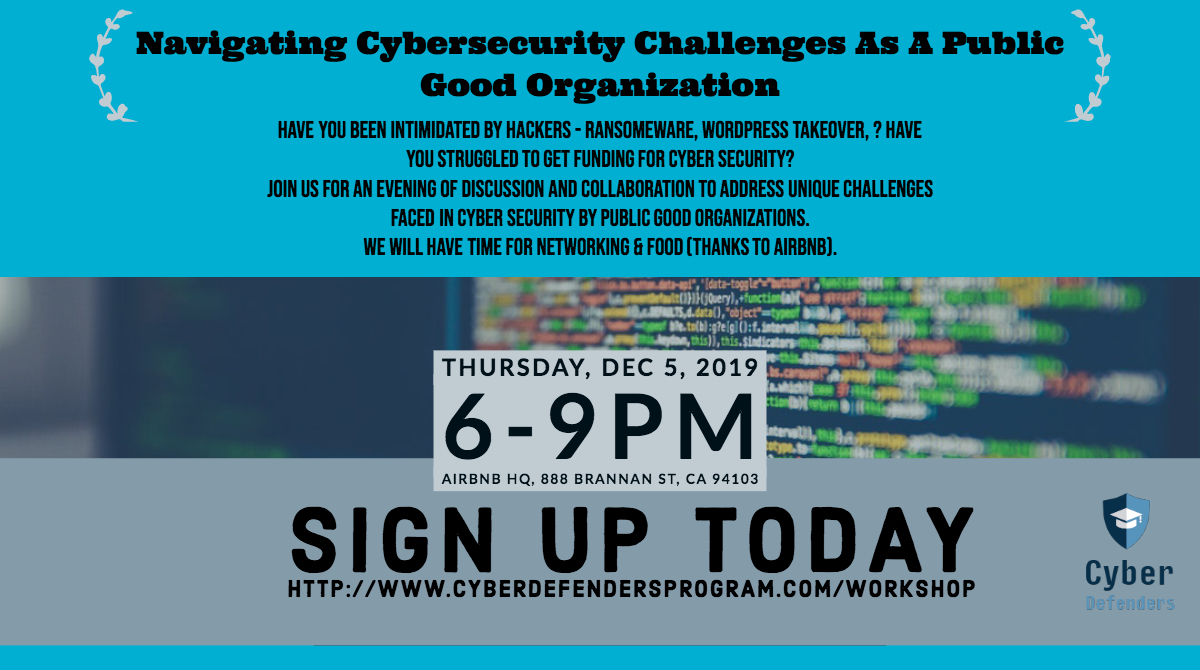 Navigating Cybersecurity Challenges As A Public
Good Organization
HAVE YOU BEEN INTIMIDATED BY HACKERS - RANSOMEWARE, WORDPRESS TAKEOVER, ? HAVE
YOU STRUGGLED TO GET FUNDING FOR CYBER SECURITY?
JOIN US FOR AN EVENING OF DISCUSSION AND COLLABORATION TO ADDRESS UNIQUE CHALLENGES
FACED IN CYBER SECURITY BY PUBLIC GOOD ORGANIZATIONS.
WE WILL HAVE TIME FOR NETWORKING & FOOD (THANKS TO AIRBNB).
THURSDAY, DEC 5, 2019
6-9PM
AIRBNB HQ, 888 BRANNAN ST, CA 94103
SIGN UP TODAY
HTTP://WWW.CYBERDEFENDERSPROGRAM.COM/WORKSHOP
Cyber
Defenders